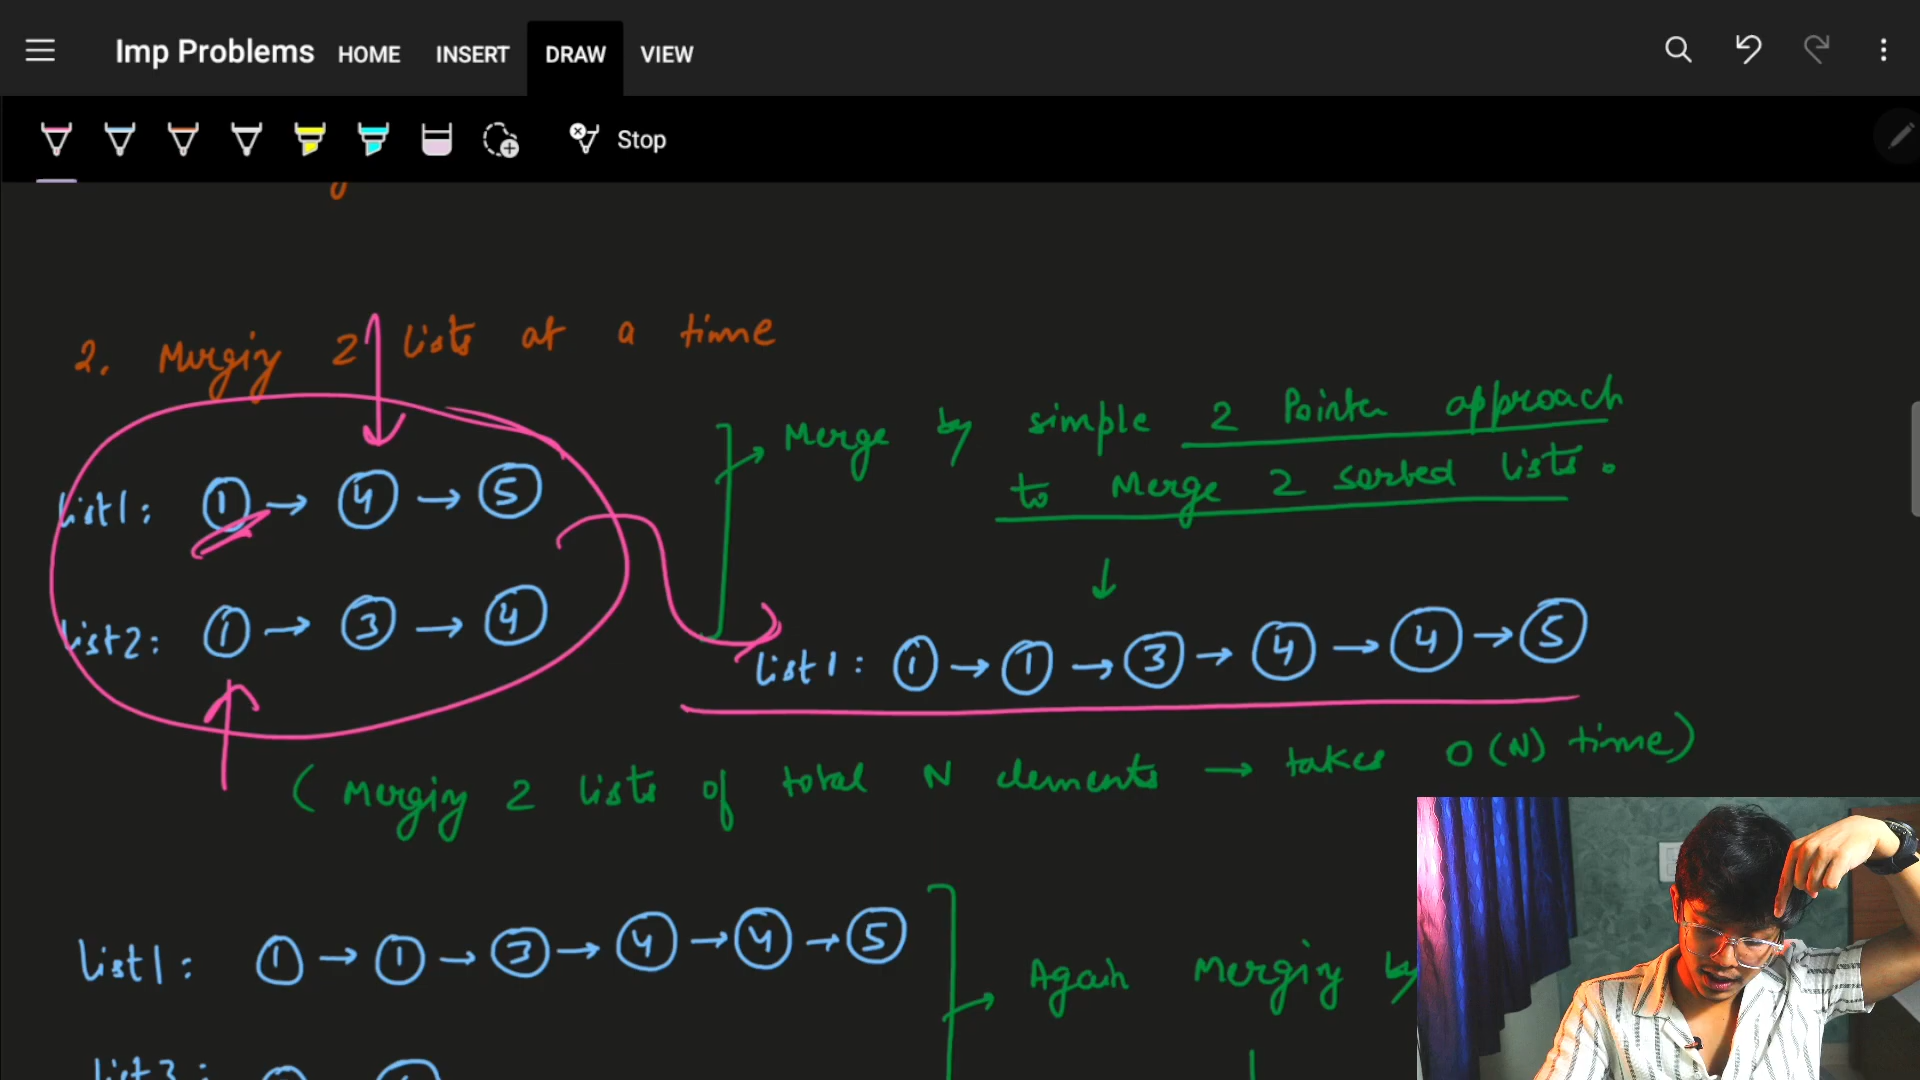 Imp Problems HOME INSERT DRAW VIEW
Stop
2. Merging 2 lists at a time
Merge by simple 2 Pointer approach
to Merge 2 sorted lists.
list1: 1 → 4 → 5
list2: 1 → 3 → 4
list1: 1 → 1 → 3 → 4 → 4 → 5
(Merging 2 lists of total N elements → takes O(N) time)
list1: 1 → 1 → 3 → 4 → 4 → 5
Again Merging by
list3: